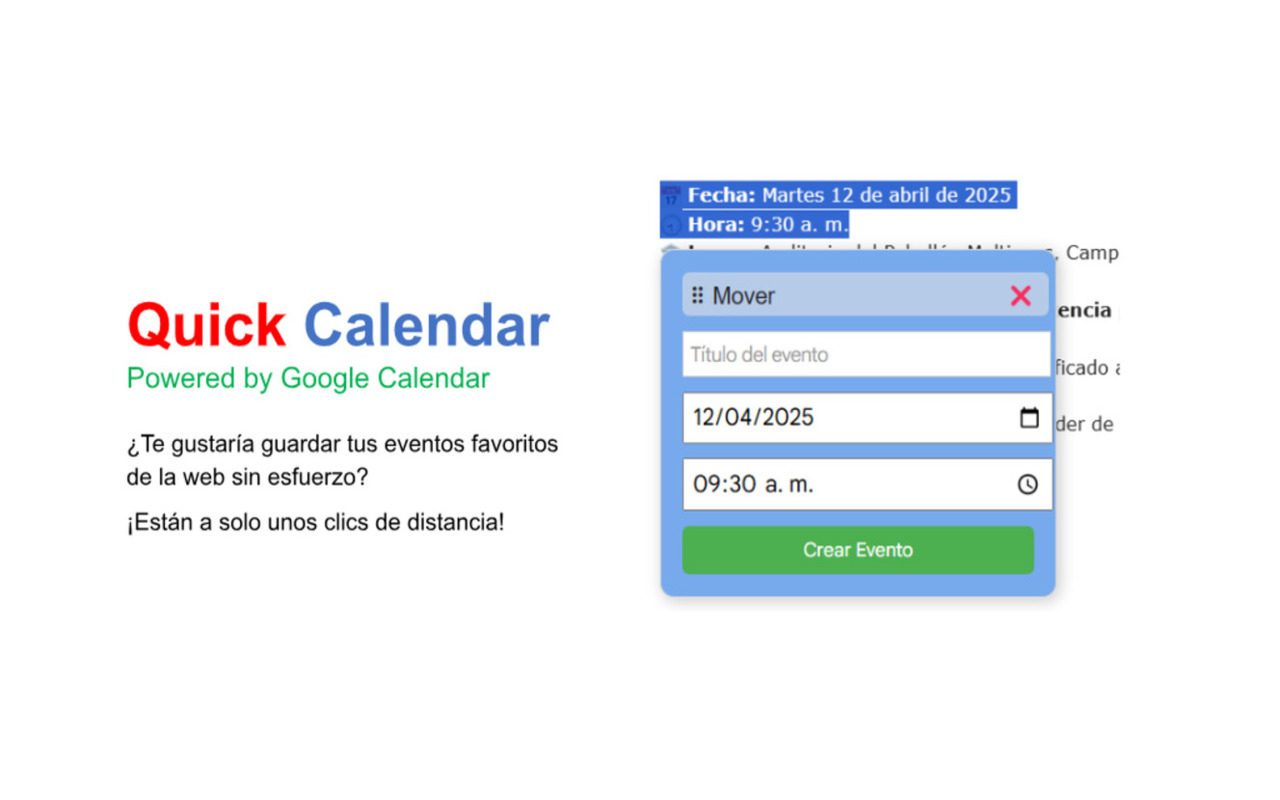 Quick Calendar
Powered by Google Calendar
¿Te gustaría guardar tus eventos favoritos
de la web sin esfuerzo?
¡Están a solo unos clics de distancia!
17 Fecha: Martes 12 de abril de 2025
Hora: 9:30 a. m.
Camp
Mover
encia
Título del evento
ficado a
12/04/2025
der de
09:30 a. m.
Crear Evento